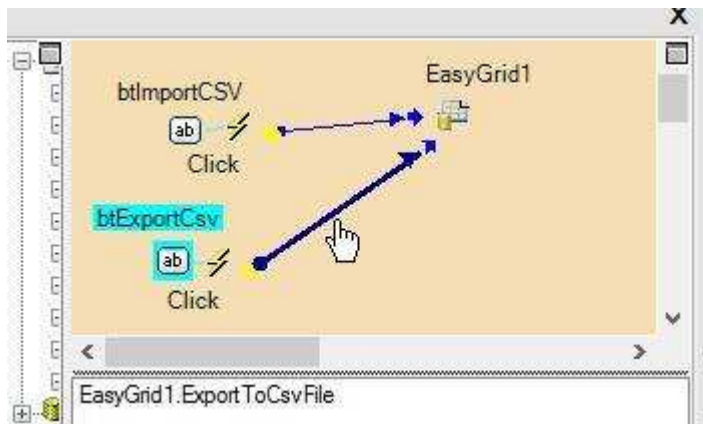 X
EasyGrid1
btImportCSV
ab
Click
btExportCsv
ab
Click
EasyGrid1.ExportToCsvFile